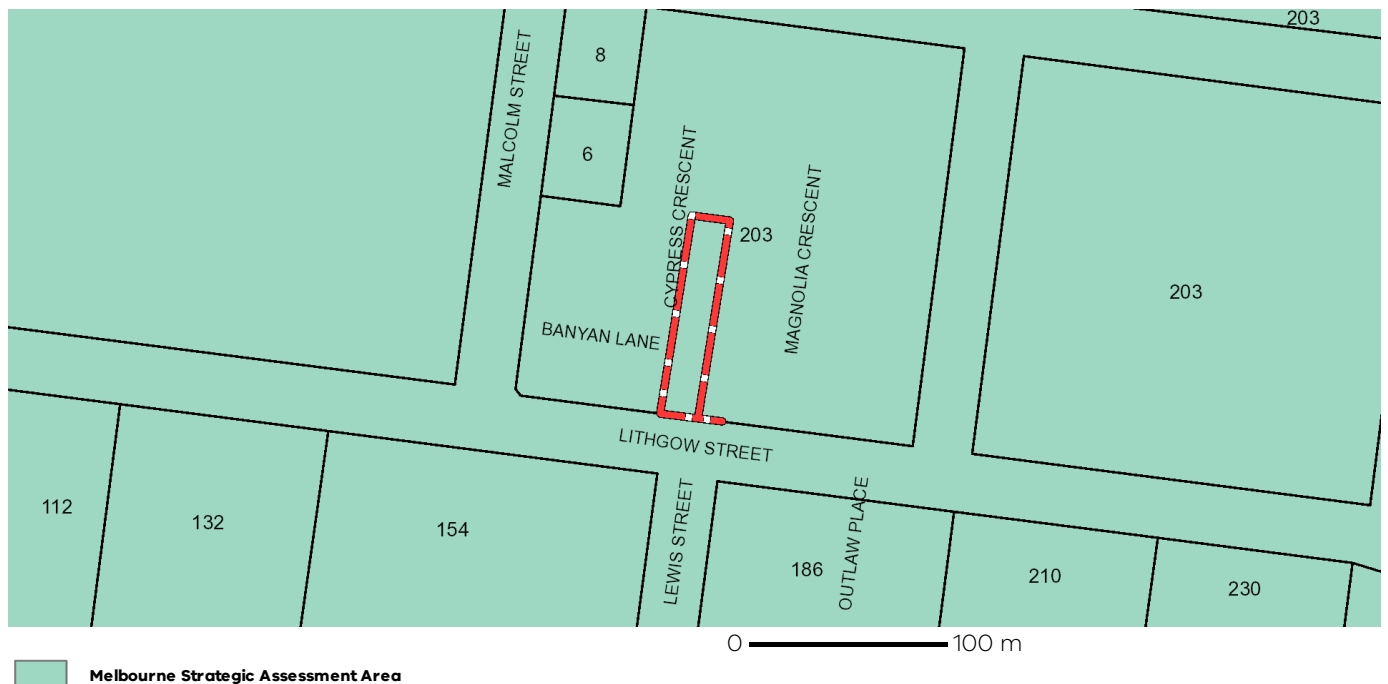 203
8
MALCOLM STREET
6
CYPRESS CRESCENT
MAGNOLIA CRESCENT
203
203
BANYAN LANE
LITHGOW STREET
112
132
154
LEWIS STREET
186
OUTLAW PLACE
210
230
0 100 m
Melbourne Strategic Assessment Area